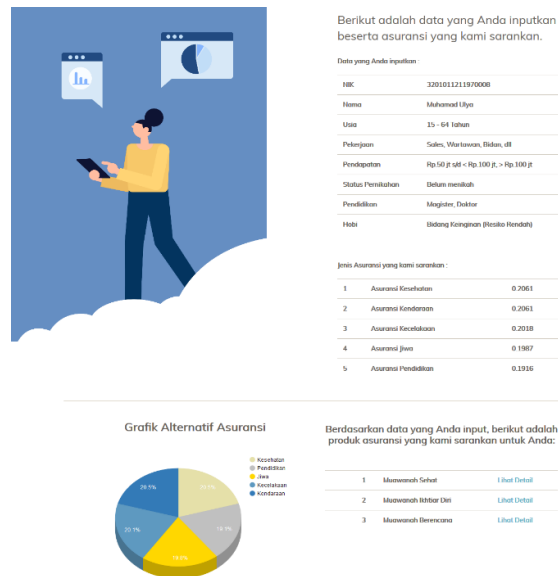 Berikut adalah data yang Anda inputkan
beserta asuransi yang kami sarankan.
Data yang Anda inputkan :
NIK 3201011211970008
Nama Muhamad Ulya
Usia 15 - 64 Tahun
Pekerjaan Sales, Wartawan, Bidan, dll
Pendapatan Rp.50 jt s/d < Rp.100 jt, > Rp.100 jt
Status Pernikahan Belum menikah
Pendidikan Magister, Doktor
Hobi Bidang Keinginan (Resiko Rendah)
Jenis Asuransi yang kami sarankan :
1 Asuransi Kesehatan 0.2061
2 Asuransi Kendaraan 0.2061
3 Asuransi Kecelakaan 0.2018
4 Asuransi Jiwa 0.1987
5 Asuransi Pendidikan 0.1916
Grafik Alternatif Asuransi
Kesehatan
Pendidikan
Jiwa
Kecelakaan
Kendaraan
20.5%
20.1%
Berdasarkan data yang Anda input, berikut adalah
produk asuransi yang kami sarankan untuk Anda:
1 Muawanah Sehat Lihat Detail
2 Muawanah Ikhbar Diri Lihat Detail
3 Muawanah Berencana Lihat Detail